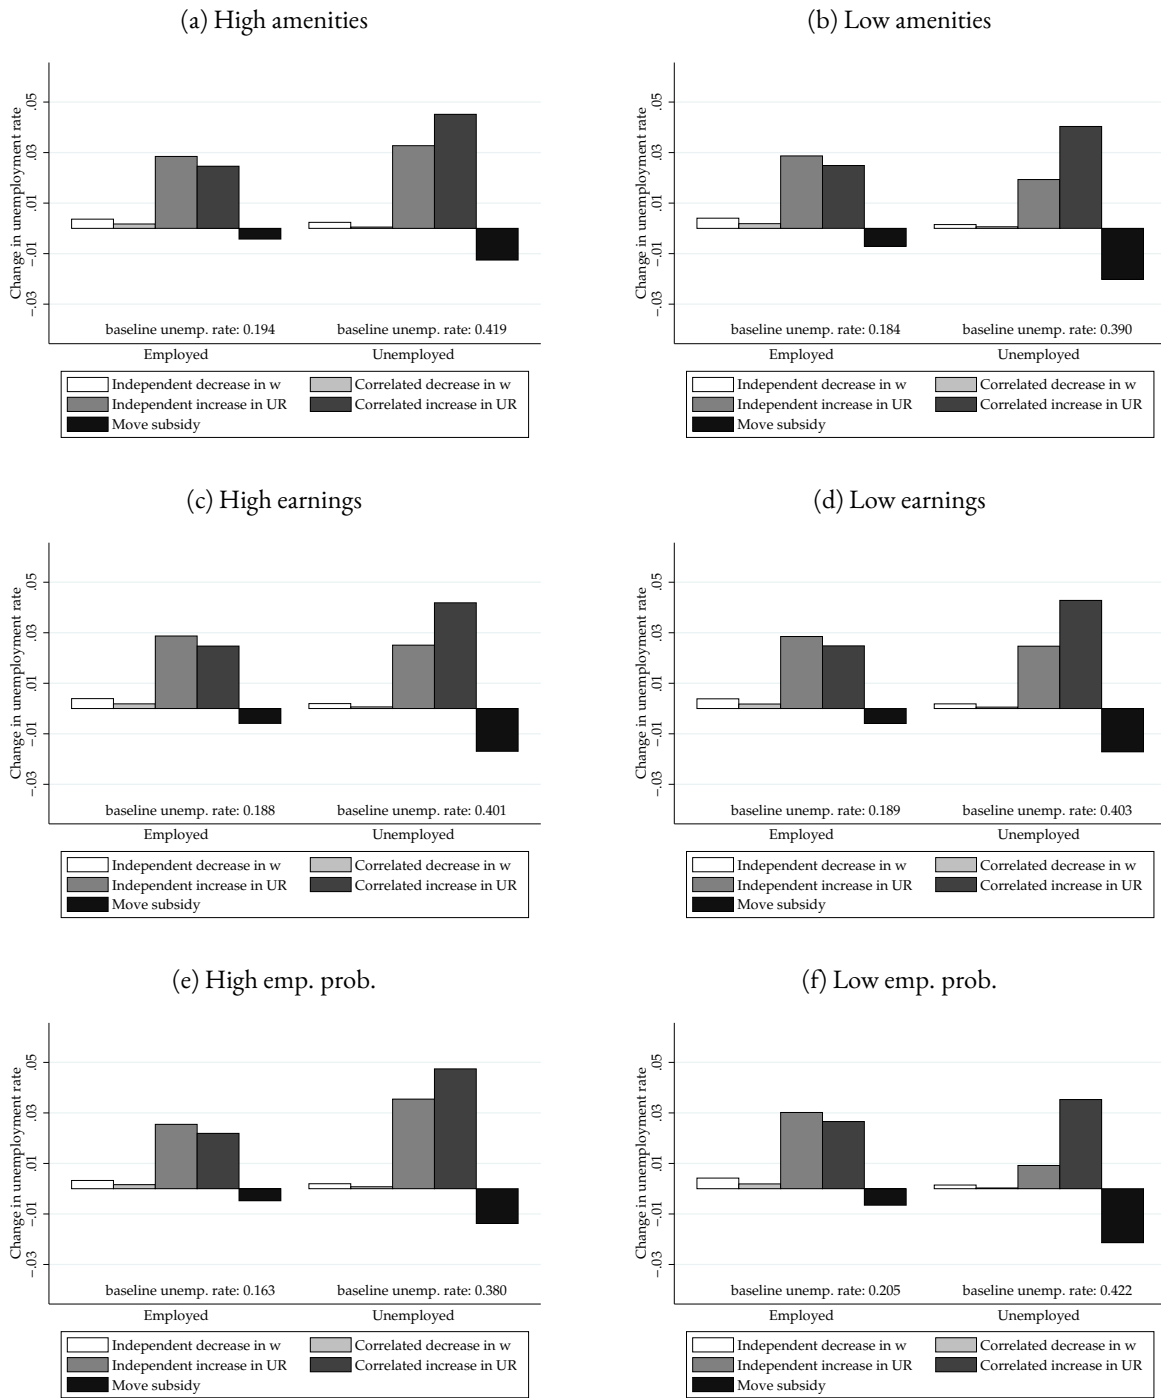 (a) High amenities
Change in unemployment rate
.05
.03
.01
-.01
-.03
baseline unemp. rate: 0.194
baseline unemp. rate: 0.419
Employed
Unemployed
Independent decrease in w
Correlated decrease in w
Independent increase in UR
Correlated increase in UR
Move subsidy
(b) Low amenities
Change in unemployment rate
.05
.03
.01
-.01
-.03
baseline unemp. rate: 0.184
baseline unemp. rate: 0.390
Employed
Unemployed
Independent decrease in w
Correlated decrease in w
Independent increase in UR
Correlated increase in UR
Move subsidy
(c) High earnings
Change in unemployment rate
.05
.03
.01
-.01
-.03
baseline unemp. rate: 0.188
baseline unemp. rate: 0.401
Employed
Unemployed
Independent decrease in w
Correlated decrease in w
Independent increase in UR
Correlated increase in UR
Move subsidy
(d) Low earnings
Change in unemployment rate
.05
.03
.01
-.01
-.03
baseline unemp. rate: 0.189
baseline unemp. rate: 0.403
Employed
Unemployed
Independent decrease in w
Correlated decrease in w
Independent increase in UR
Correlated increase in UR
Move subsidy
(e) High emp. prob.
Change in unemployment rate
.05
.03
.01
-.01
-.03
baseline unemp. rate: 0.163
baseline unemp. rate: 0.380
Employed
Unemployed
Independent decrease in w
Correlated decrease in w
Independent increase in UR
Correlated increase in UR
Move subsidy
(f) Low emp. prob.
Change in unemployment rate
.05
.03
.01
-.01
-.03
baseline unemp. rate: 0.205
baseline unemp. rate: 0.422
Employed
Unemployed
Independent decrease in w
Correlated decrease in w
Independent increase in UR
Correlated increase in UR
Move subsidy